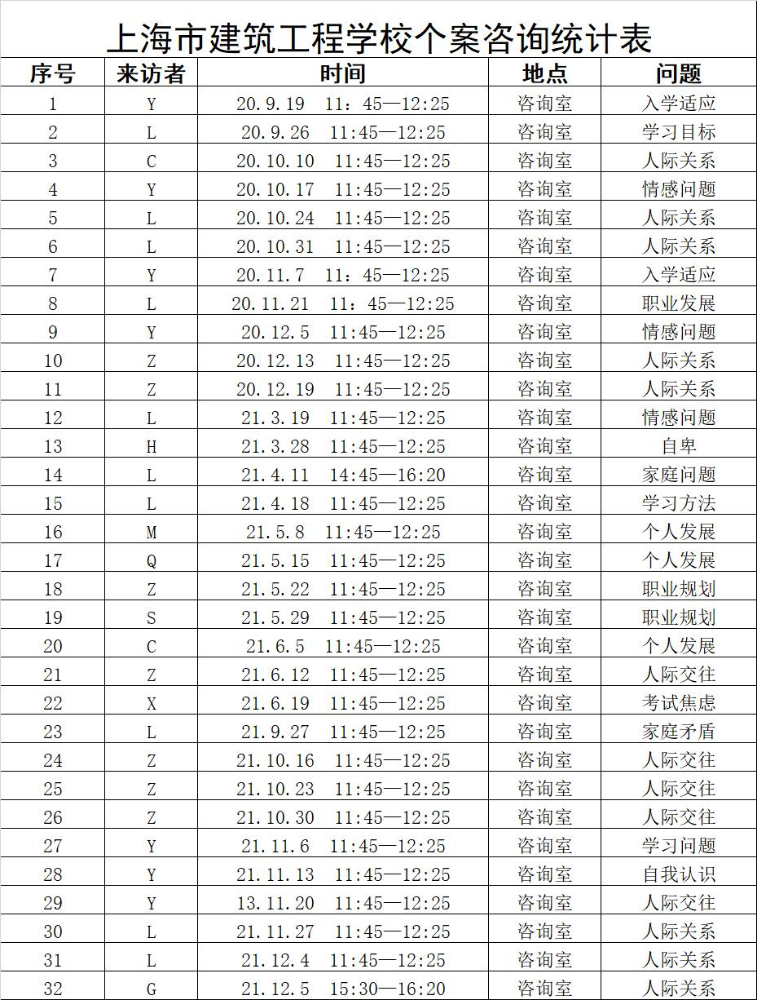 上海市建筑工程学校个案咨询统计表
序号 来访者 时间 地点 问题
1 Y 20.9.19 11：45—12:25 咨询室 入学适应
2 L 20.9.26 11:45—12:25 咨询室 学习目标
3 C 20.10.10 11:45—12:25 咨询室 人际关系
4 Y 20.10.17 11:45—12:25 咨询室 情感问题
5 L 20.10.24 11:45—12:25 咨询室 人际关系
6 L 20.10.31 11:45—12:25 咨询室 人际关系
7 Y 20.11.7 11：45—12:25 咨询室 入学适应
8 L 20.11.21 11：45—12:25 咨询室 职业发展
9 Y 20.12.5 11:45—12:25 咨询室 情感问题
10 Z 20.12.13 11:45—12:25 咨询室 人际关系
11 Z 20.12.19 11:45—12:25 咨询室 人际关系
12 L 21.3.19 11:45—12:25 咨询室 情感问题
13 H 21.3.28 11:45—12:25 咨询室 自卑
14 L 21.4.11 14:45—16:20 咨询室 家庭问题
15 L 21.4.18 11:45—12:25 咨询室 学习方法
16 M 21.5.8 11:45—12:25 咨询室 个人发展
17 Q 21.5.15 11:45—12:25 咨询室 个人发展
18 Z 21.5.22 11:45—12:25 咨询室 职业规划
19 S 21.5.29 11:45—12:25 咨询室 职业规划
20 C 21.6.5 11:45—12:25 咨询室 个人发展
21 Z 21.6.12 11:45—12:25 咨询室 人际交往
22 X 21.6.19 11:45—12:25 咨询室 考试焦虑
23 L 21.9.27 11:45—12:25 咨询室 家庭矛盾
24 Z 21.10.16 11:45—12:25 咨询室 人际交往
25 Z 21.10.23 11:45—12:25 咨询室 人际交往
26 Z 21.10.30 11:45—12:25 咨询室 人际交往
27 Y 21.11.6 11:45—12:25 咨询室 学习问题
28 Y 21.11.13 11:45—12:25 咨询室 自我认识
29 Y 13.11.20 11:45—12:25 咨询室 人际交往
30 L 21.11.27 11:45—12:25 咨询室 人际关系
31 L 21.12.4 11:45—12:25 咨询室 人际关系
32 G 21.12.5 15:30—16:20 咨询室 人际关系